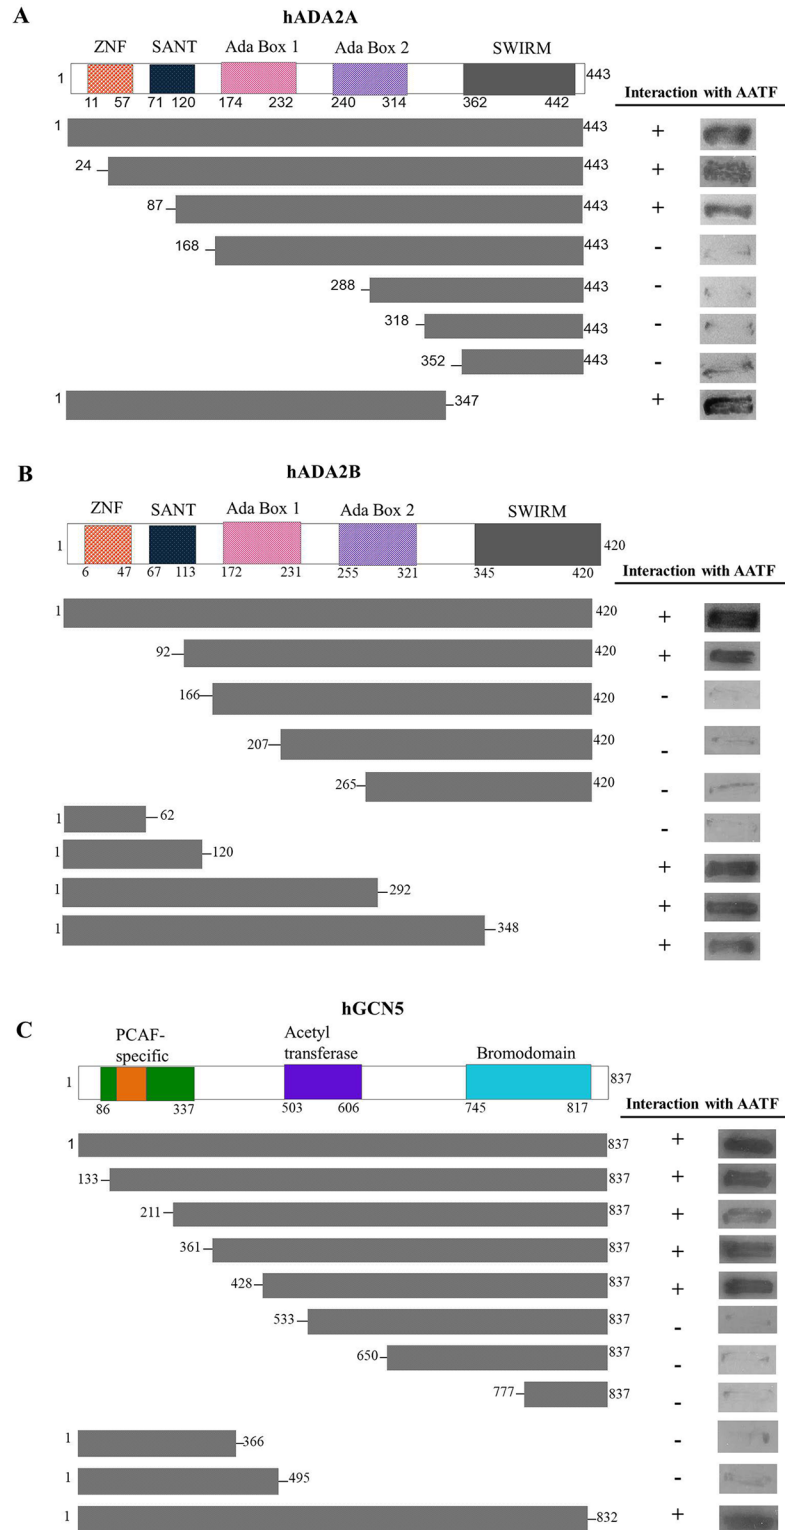 A
hADA2A
ZNF SANT Ada Box 1 Ada Box 2 SWIRM
1 443
11 57 71 120 174 232 240 314 362 442
Interaction with AATF
1 443 +
24 443 +
87 443 +
168 443 -
288 443 -
318 443 -
352 443 -
1 347 +
B
hADA2B
ZNF SANT Ada Box 1 Ada Box 2 SWIRM
1 420
6 47 67 113 172 231 255 321 345 420
Interaction with AATF
1 420 +
92 420 +
166 420 -
207 420 -
265 420 -
1 62 -
1 120 +
1 292 +
1 348 +
C
hGCN5
PCAF-
specific
Acetyl
transferase
Bromodomain
1 837
86 337 503 606 745 817
Interaction with AATF
1 837 +
133 837 +
211 837 +
361 837 +
428 837 +
533 837 -
650 837 -
777 837 -
1 366 -
1 495 -
1 832 +